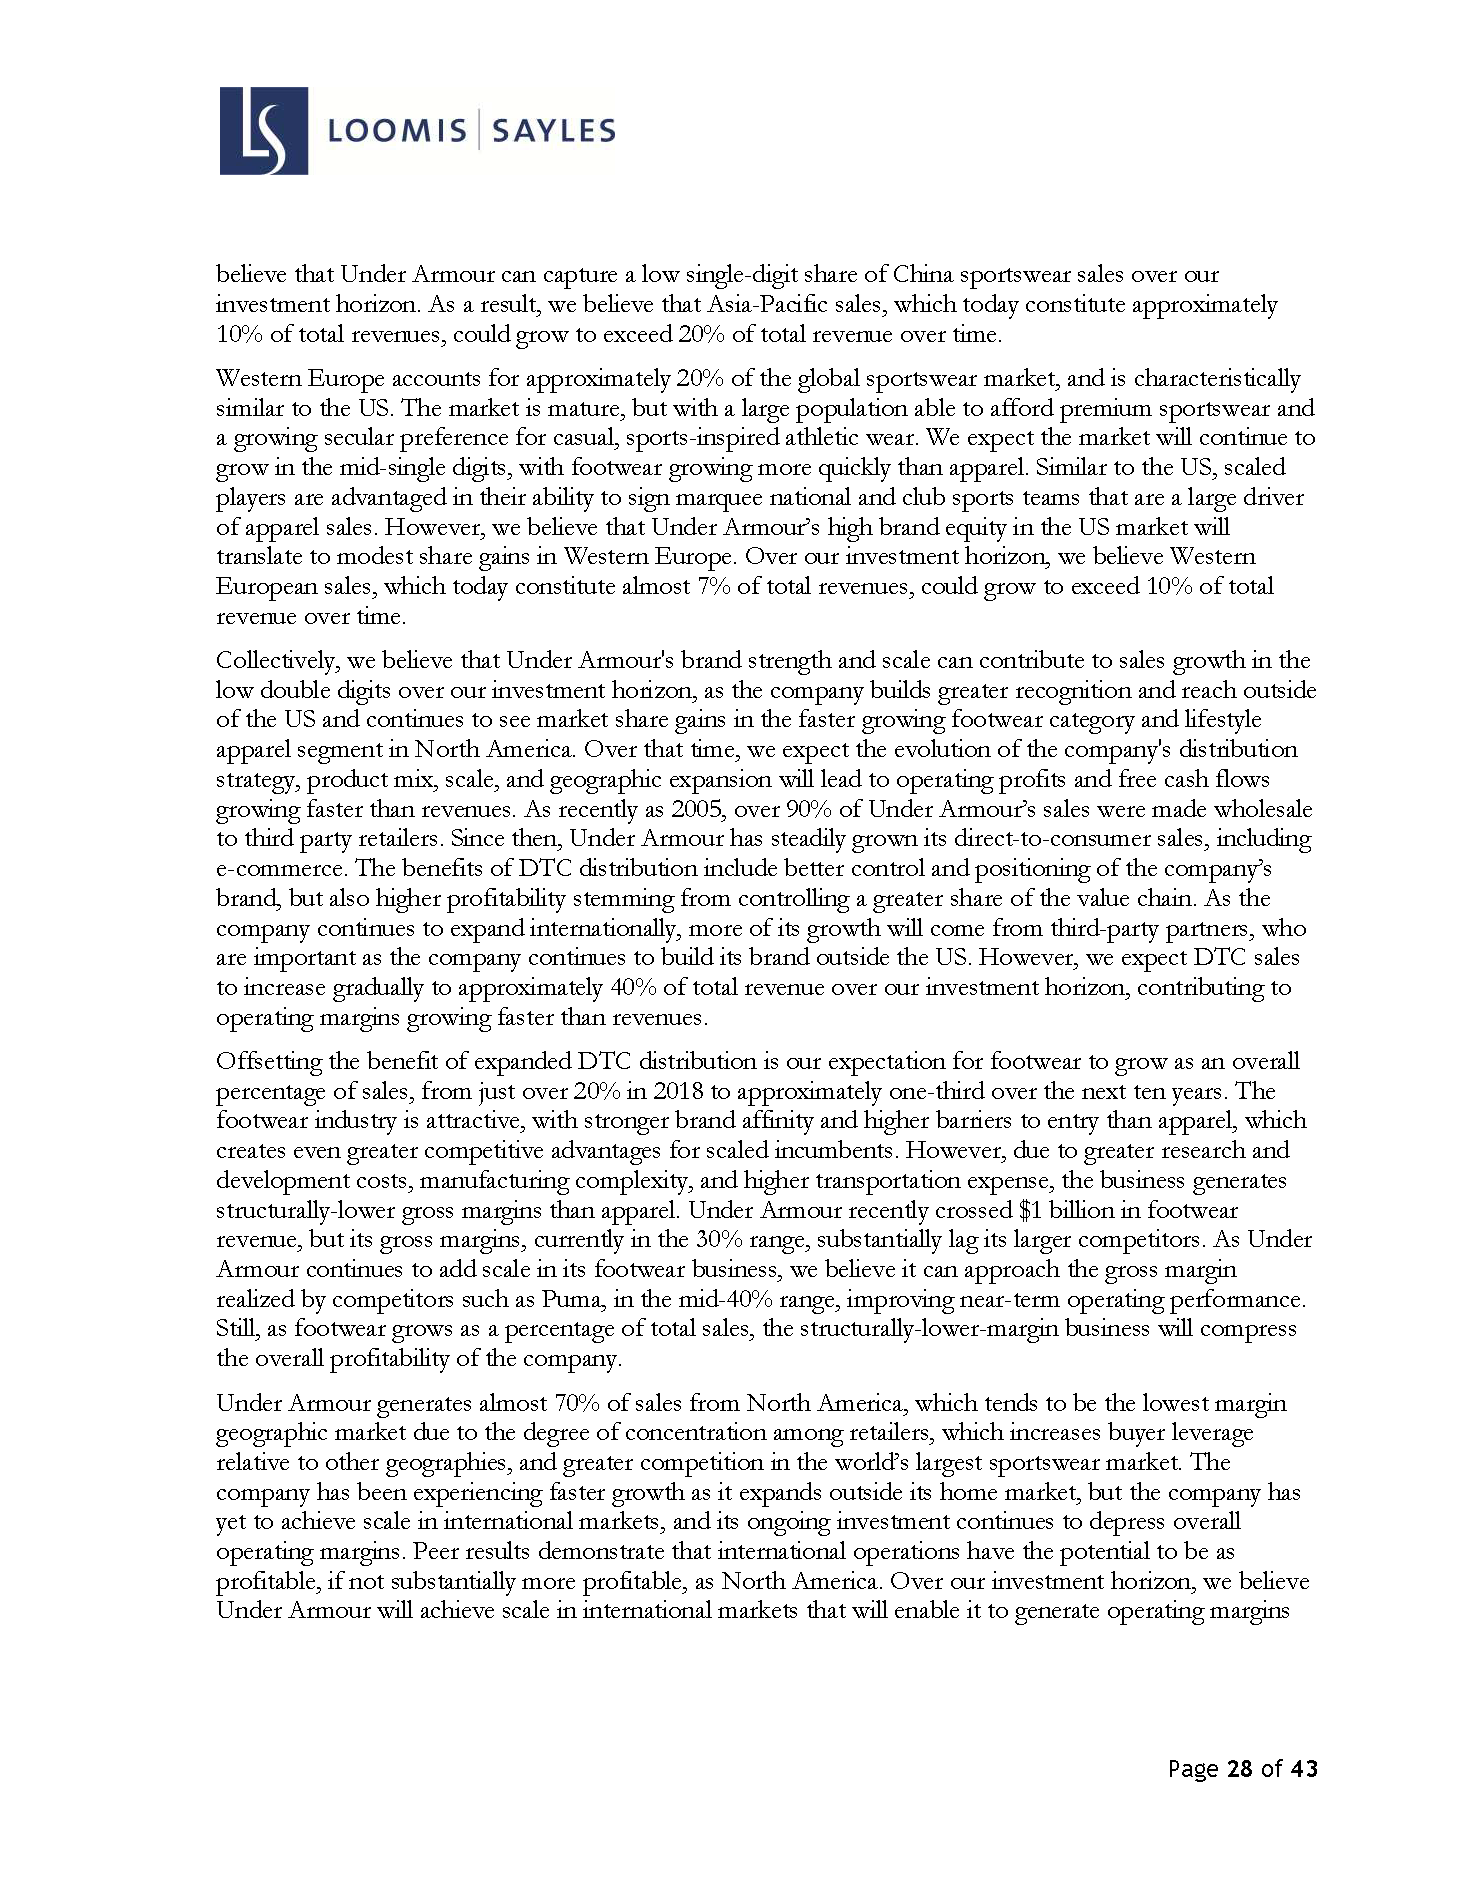 LS LOOMIS | SAYLES
believe that Under Armour can capture a low single-digit share of China sportswear sales over our
investment horizon. As a result, we believe that Asia-Pacific sales, which today constitute approximately
10% of total revenues, could grow to exceed 20% of total revenue over time.
Western Europe accounts for approximately 20% of the global sportswear market, and is characteristically
similar to the US. The market is mature, but with a large population able to afford premium sportswear and
a growing secular preference for casual, sports-inspired athletic wear. We expect the market will continue to
grow in the mid-single digits, with footwear growing more quickly than apparel. Similar to the US, scaled
players are advantaged in their ability to sign marquee national and club sports teams that are a large driver
of apparel sales. However, we believe that Under Armour’s high brand equity in the US market will
translate to modest share gains in Western Europe. Over our investment horizon, we believe Western
European sales, which today constitute almost 7% of total revenues, could grow to exceed 10% of total
revenue over time.
Collectively, we believe that Under Armour's brand strength and scale can contribute to sales growth in the
low double digits over our investment horizon, as the company builds greater recognition and reach outside
of the US and continues to see market share gains in the faster growing footwear category and lifestyle
apparel segment in North America. Over that time, we expect the evolution of the company's distribution
strategy, product mix, scale, and geographic expansion will lead to operating profits and free cash flows
growing faster than revenues. As recently as 2005, over 90% of Under Armour’s sales were made wholesale
to third party retailers. Since then, Under Armour has steadily grown its direct-to-consumer sales, including
e-commerce. The benefits of DTC distribution include better control and positioning of the company’s
brand, but also higher profitability stemming from controlling a greater share of the value chain. As the
company continues to expand internationally, more of its growth will come from third-party partners, who
are important as the company continues to build its brand outside the US. However, we expect DTC sales
to increase gradually to approximately 40% of total revenue over our investment horizon, contributing to
operating margins growing faster than revenues.
Offsetting the benefit of expanded DTC distribution is our expectation for footwear to grow as an overall
percentage of sales, from just over 20% in 2018 to approximately one-third over the next ten years. The
footwear industry is attractive, with stronger brand affinity and higher barriers to entry than apparel, which
creates even greater competitive advantages for scaled incumbents. However, due to greater research and
development costs, manufacturing complexity, and higher transportation expense, the business generates
structurally-lower gross margins than apparel. Under Armour recently crossed $1 billion in footwear
revenue, but its gross margins, currently in the 30% range, substantially lag its larger competitors. As Under
Armour continues to add scale in its footwear business, we believe it can approach the gross margin
realized by competitors such as Puma, in the mid-40% range, improving near-term operating performance.
Still, as footwear grows as a percentage of total sales, the structurally-lower-margin business will compress
the overall profitability of the company.
Under Armour generates almost 70% of sales from North America, which tends to be the lowest margin
geographic market due to the degree of concentration among retailers, which increases buyer leverage
relative to other geographies, and greater competition in the world’s largest sportswear market. The
company has been experiencing faster growth as it expands outside its home market, but the company has
yet to achieve scale in international markets, and its ongoing investment continues to depress overall
operating margins. Peer results demonstrate that international operations have the potential to be as
profitable, if not substantially more profitable, as North America. Over our investment horizon, we believe
Under Armour will achieve scale in international markets that will enable it to generate operating margins
Page 28 of 43